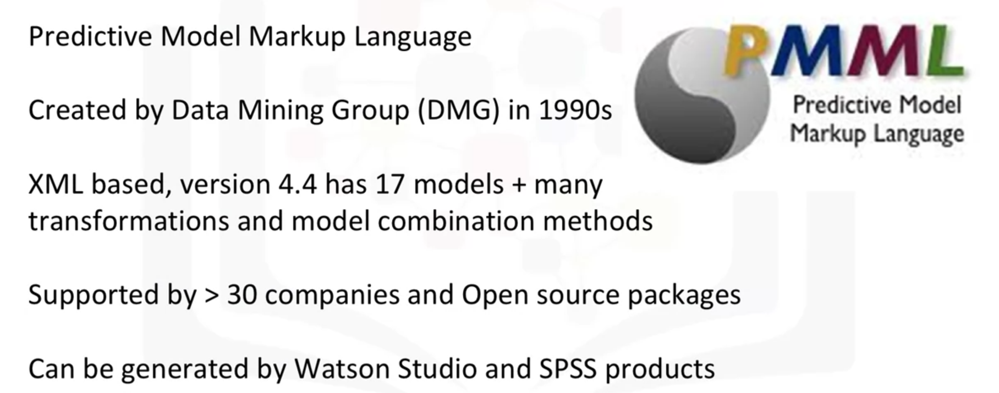 Predictive Model Markup Language
PMML
Predictive Model
Markup Language
Created by Data Mining Group (DMG) in 1990s
XML based, version 4.4 has 17 models + many
transformations and model combination methods
Supported by > 30 companies and Open source packages
Can be generated by Watson Studio and SPSS products